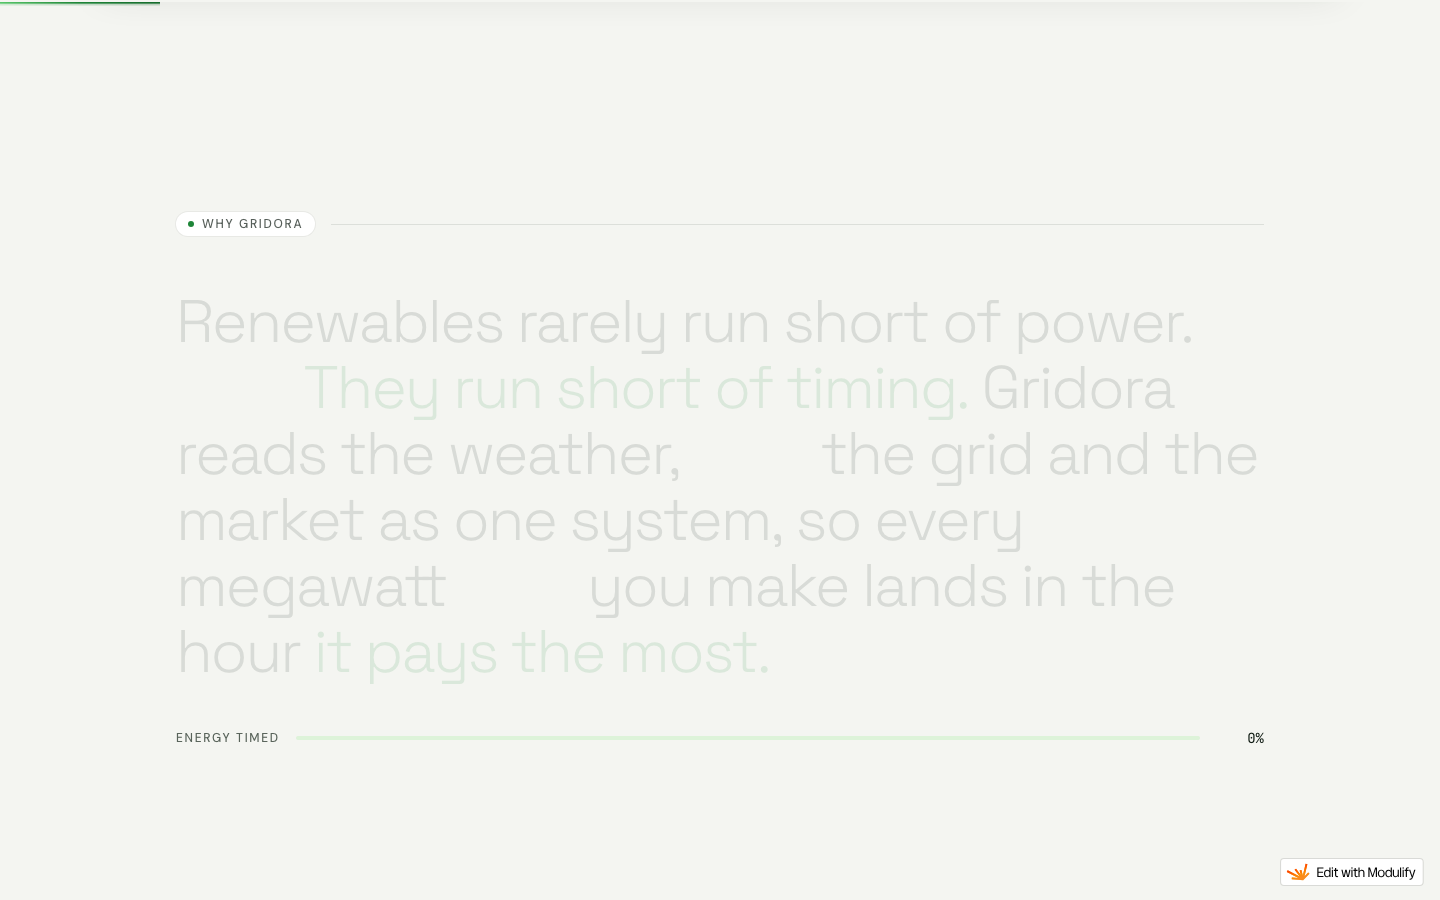 WHY GRIDORA
Renewables rarely run short of power.
They run short of timing. Gridora
reads the weather, the grid and the
market as one system, so every
megawatt you make lands in the
hour it pays the most.
ENERGY TIMED 0%
Edit with Modulify